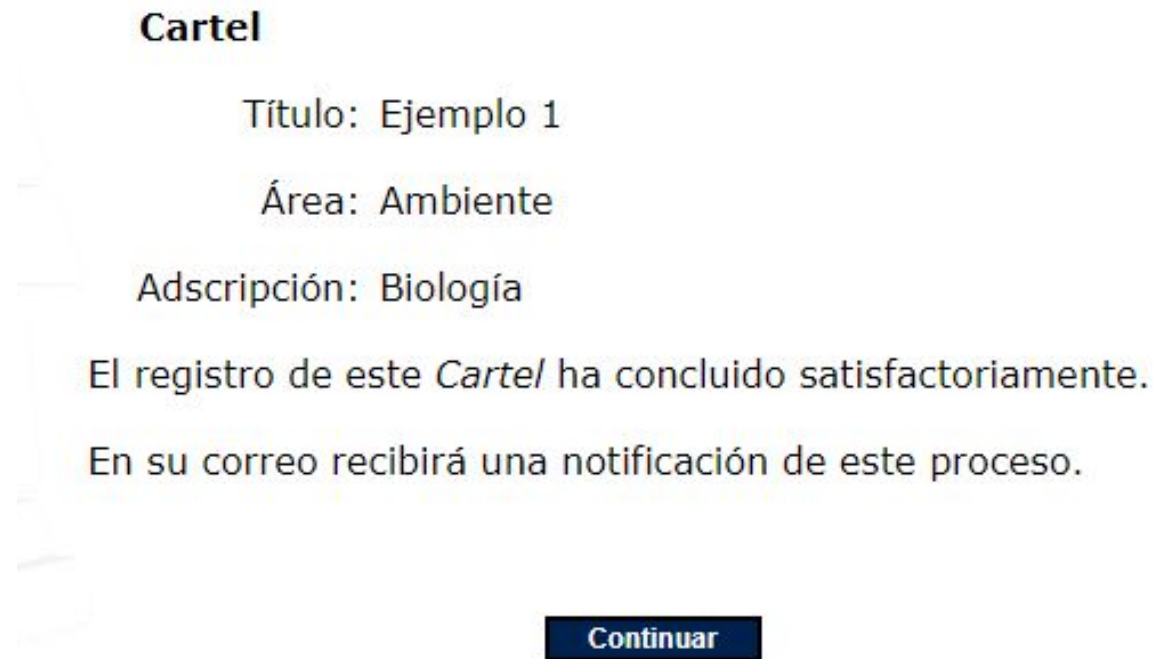 Cartel
Título: Ejemplo 1
Área: Ambiente
Adscripción: Biología
El registro de este Cartel ha concluido satisfactoriamente.
En su correo recibirá una notificación de este proceso.
Continuar